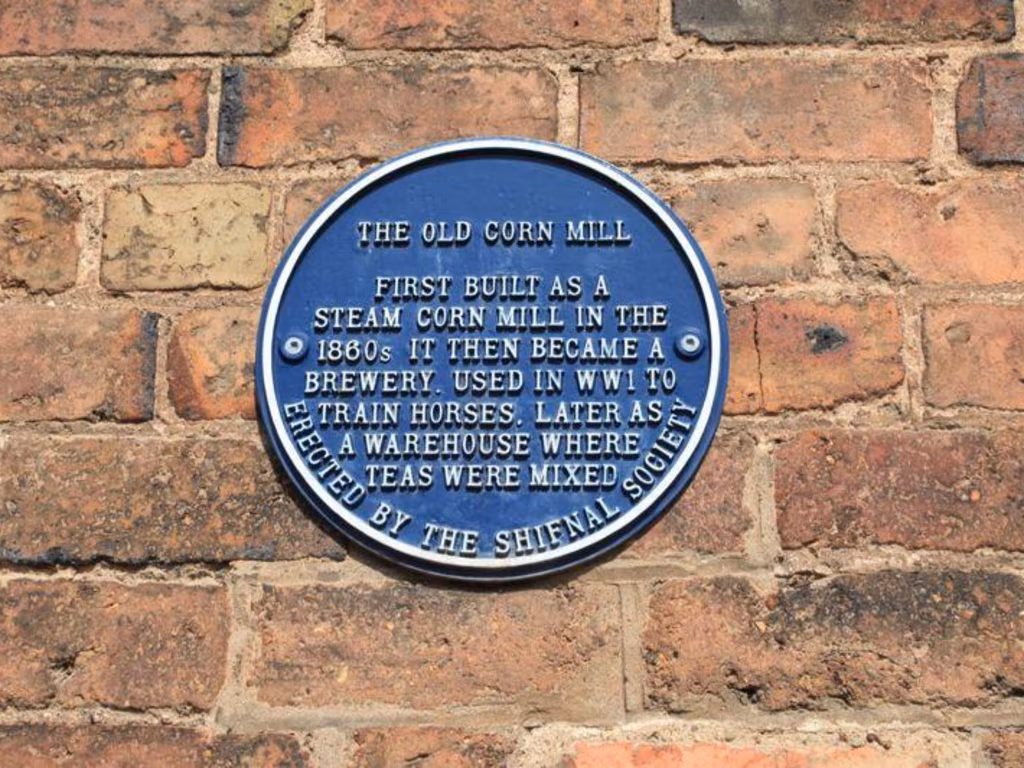 THE OLD CORN MILL
FIRST BUILT AS A
STEAM CORN MILL IN THE
1860s IT THEN BECAME A
BREWERY. USED IN WW1 TO
TRAIN HORSES. LATER AS
A WAREHOUSE WHERE
TEAS WERE MIXED
ERECTED BY THE SHIFNAL SOCIETY